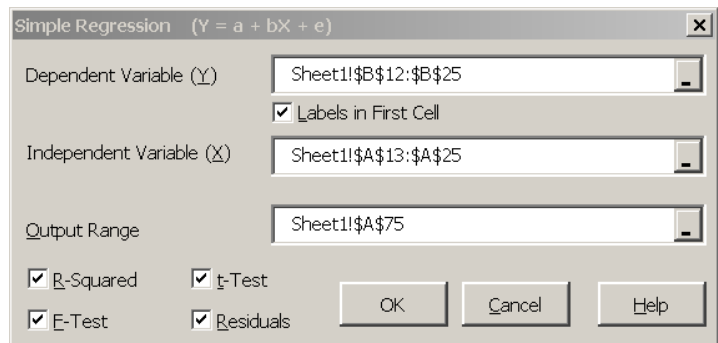 Simple Regression (Y = a + bX + e)
Dependent Variable (Y) Sheet1!$B$12:$B$25
Labels in First Cell
Independent Variable (X) Sheet1!$A$13:$A$25
Output Range Sheet1!$A$75
R-Squared t-Test
F-Test Residuals OK Cancel Help